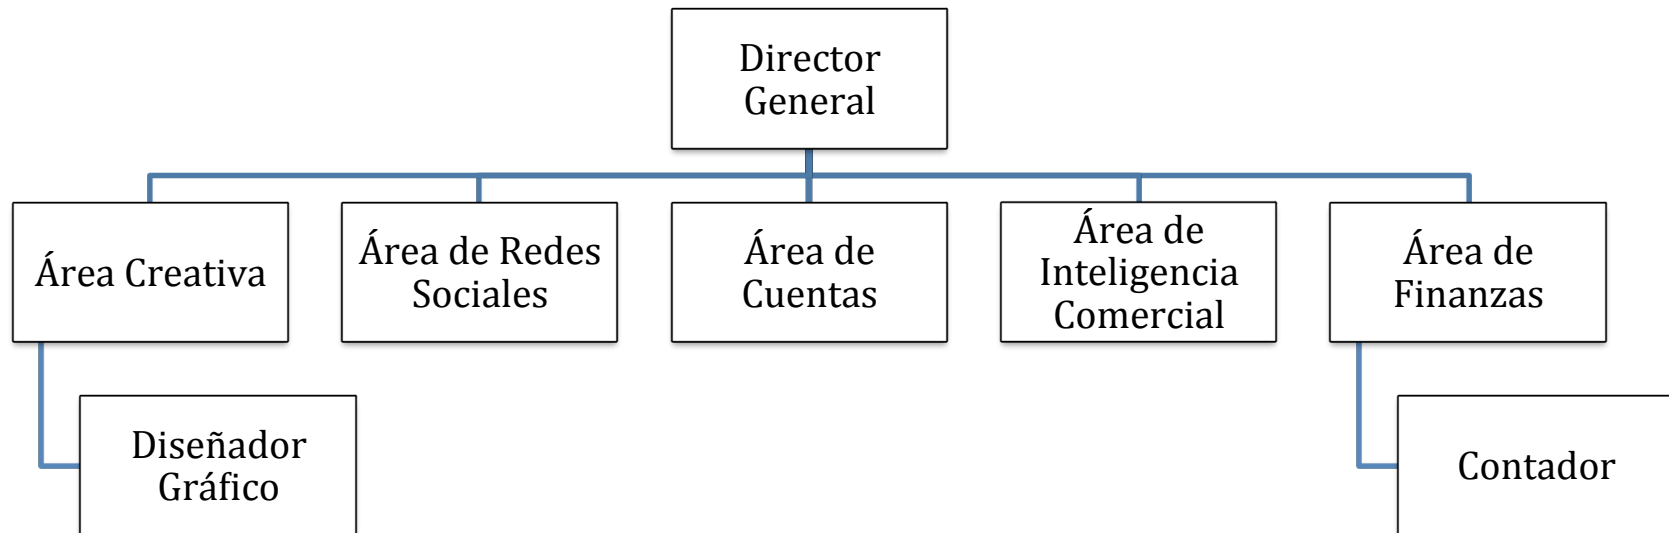 Director
General
Área Creativa
Área de Redes
Sociales
Área de
Cuentas
Área de
Inteligencia
Comercial
Área de
Finanzas
Diseñador
Gráfico
Contador